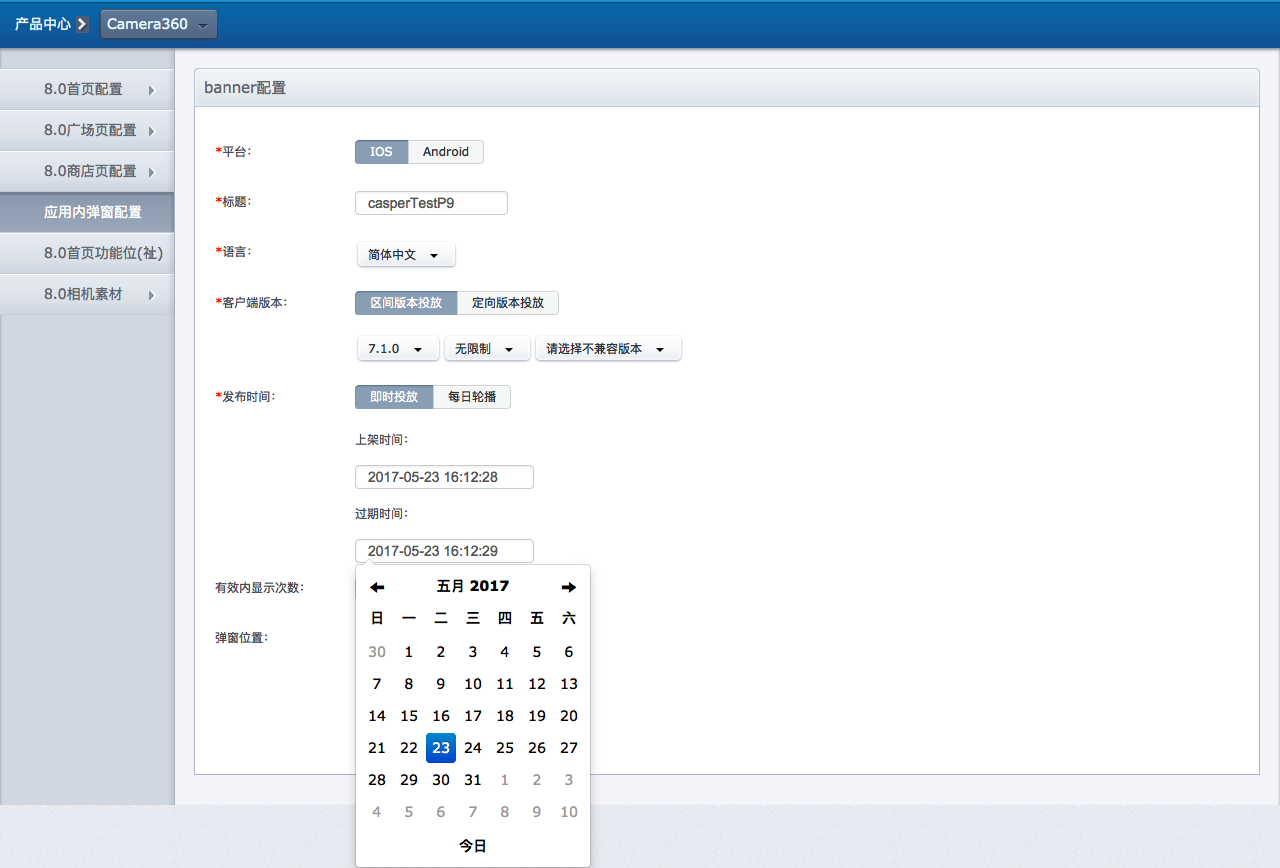 产品中心 Camera360
8.0首页配置
8.0广场页配置
8.0商店页配置
应用内弹窗配置
8.0首页功能位(祉)
8.0相机素材
banner配置
*平台: IOS Android
*标题: casperTestP9
*语言: 简体中文
*客户端版本: 区间版本投放 定向版本投放
7.1.0 无限制 请选择不兼容版本
*发布时间: 即时投放 每日轮播
上架时间:
2017-05-23 16:12:28
过期时间:
2017-05-23 16:12:29
有效内显示次数:
弹窗位置:
五月 2017
日 一 二 三 四 五 六
30 1 2 3 4 5 6
7 8 9 10 11 12 13
14 15 16 17 18 19 20
21 22 23 24 25 26 27
28 29 30 31 1 2 3
4 5 6 7 8 9 10
今日